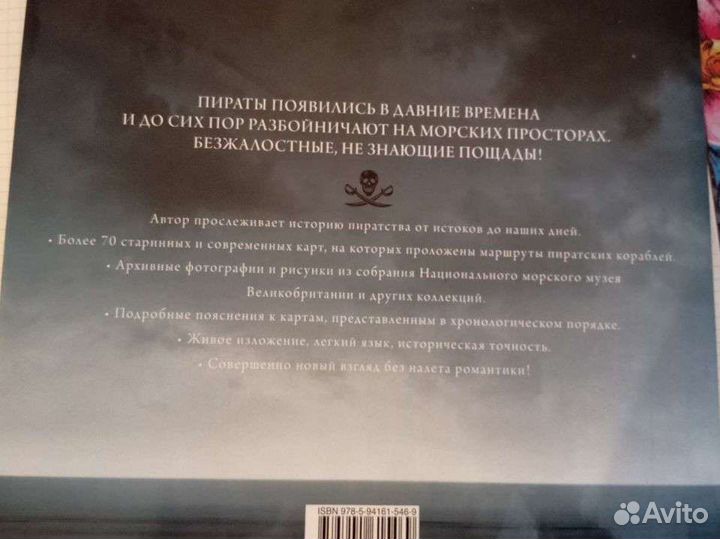 ПИРАТЫ ПОЯВИЛИСЬ В ДАВНИЕ ВРЕМЕНА
И ДО СИХ ПОР РАЗБОЙНИЧАЮТ НА МОРСКИХ ПРОСТОРАХ.
БЕЗЖАЛОСТНЫЕ, НЕ ЗНАЮЩИЕ ПОЩАДЫ!
Автор прослеживает историю пиратства от истоков до наших дней.
• Более 70 старинных и современных карт, на которых проложены маршруты пиратских кораблей.
• Архивные фотографии и рисунки из собрания Национального морского музея
Великобритании и других коллекций.
• Подробные пояснения к картам, представленным в хронологическом порядке.
• Живое изложение, легкий язык, историческая точность.
• Совершенно новый взгляд без налета романтики!
ISBN 978-5-94161-546-9
Avito